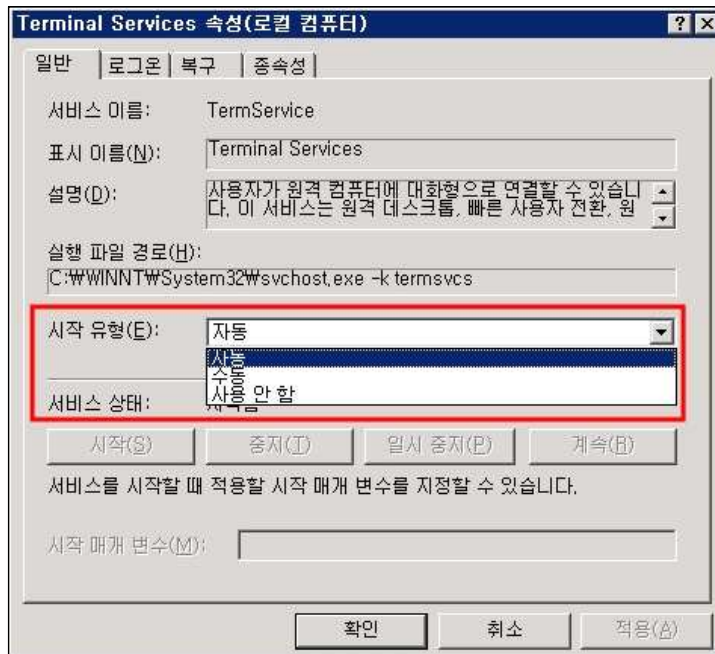 Terminal Services 속성(로컬 컴퓨터)
일반 로그온 복구 종속성
서비스 이름: TermService
표시 이름(N): Terminal Services
설명(D): 사용자가 원격 컴퓨터에 대화형으로 연결할 수 있습니
다. 이 서비스는 원격 데스크톱, 빠른 사용자 전환, 원
실행 파일 경로(H):
C:₩WINNT₩System32₩svchost.exe -k termsvcs
시작 유형(E): 자동
자동
수동
사용 안 함
서비스 상태:
시작(S) 중지(T) 일시 중지(P) 계속(R)
서비스를 시작할 때 적용할 시작 매개 변수를 지정할 수 있습니다.
시작 매개 변수(M):
확인 취소 적용(A)